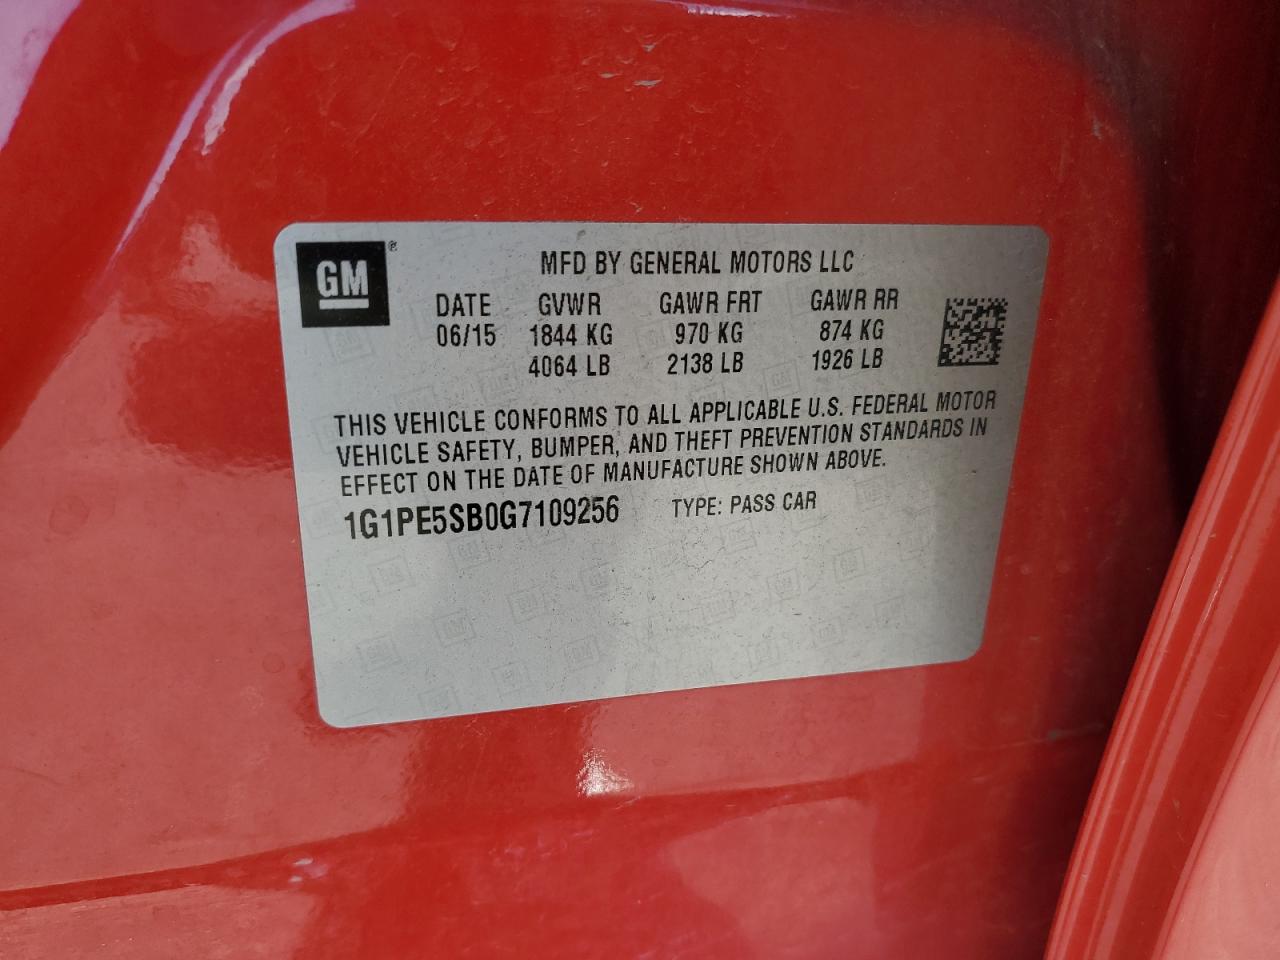 GM ®
MFD BY GENERAL MOTORS LLC
DATE GVWR GAWR FRT GAWR RR
06/15 1844 KG 970 KG 874 KG
4064 LB 2138 LB 1926 LB
THIS VEHICLE CONFORMS TO ALL APPLICABLE U.S. FEDERAL MOTOR
VEHICLE SAFETY, BUMPER, AND THEFT PREVENTION STANDARDS IN
EFFECT ON THE DATE OF MANUFACTURE SHOWN ABOVE.
1G1PE5SB0G7109256 TYPE: PASS CAR